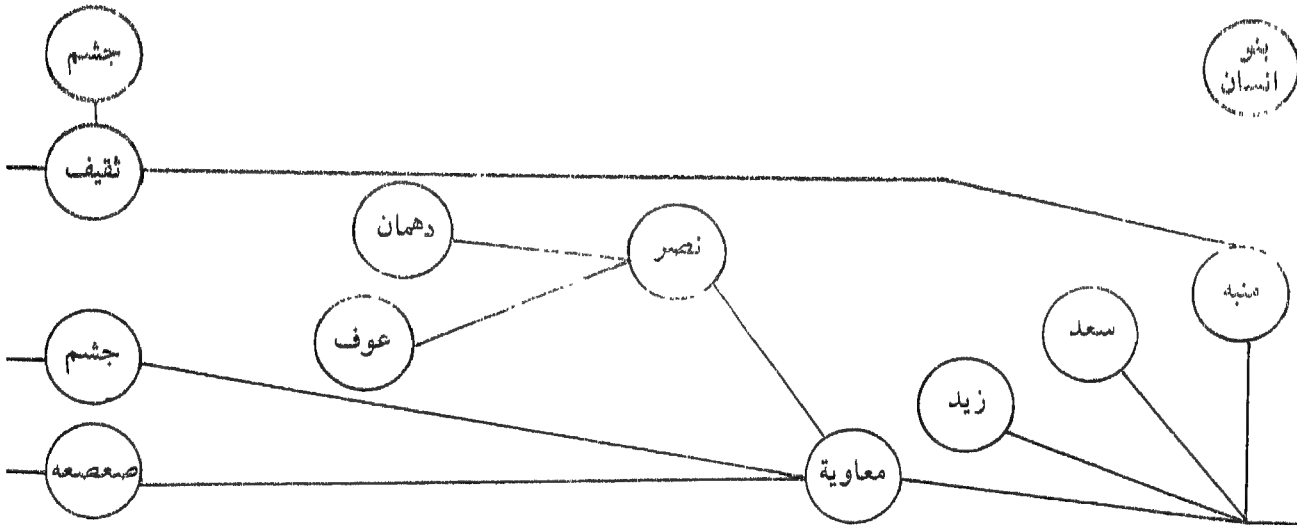 بنو
انسان
جشم
ثقيف
دهمان
نصر
منبه
عوف
سعد
جشم
زيد
معاوية
صعصعه